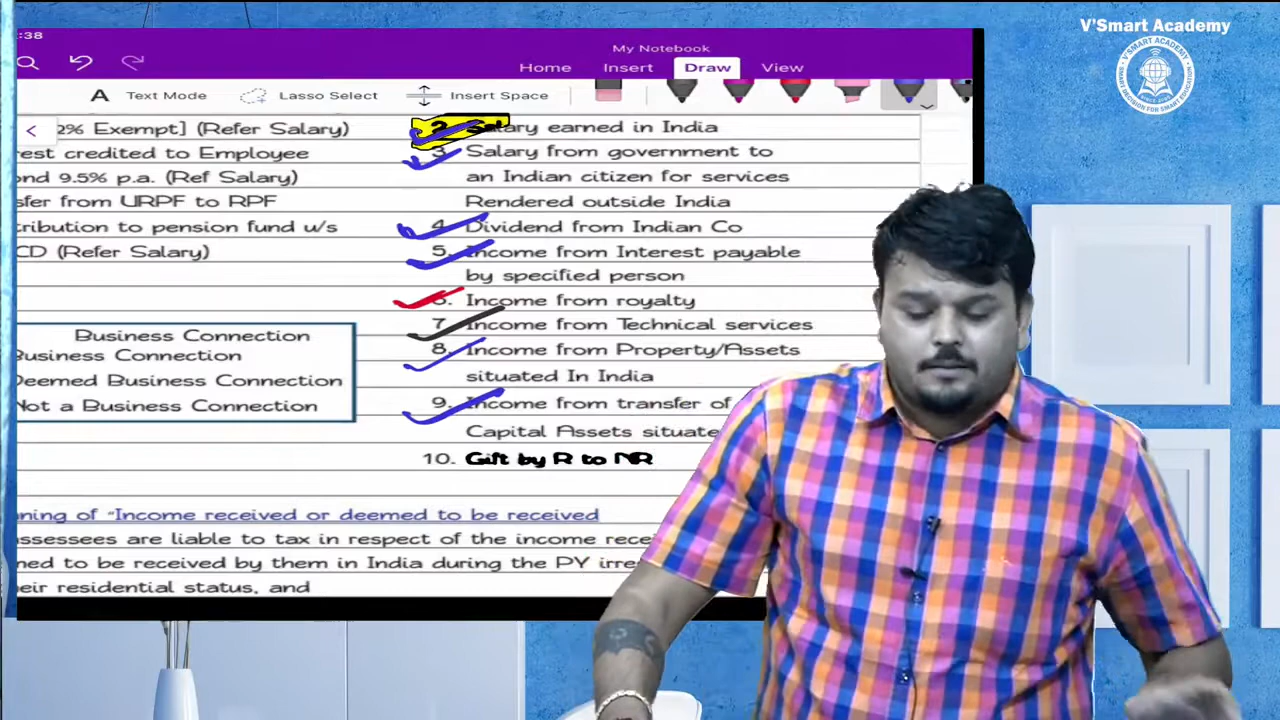 V'Smart Academy
V'SMART ACADEMY
:38
My Notebook
Home Insert Draw View
A Text Mode Lasso Select Insert Space
2% Exempt] (Refer Salary)
rest credited to Employee
ond 9.5% p.a. (Ref Salary)
sfer from URPF to RPF
tribution to pension fund u/s
CD (Refer Salary)
Business Connection
Business Connection
Deemed Business Connection
Not a Business Connection
2. Salary earned in India
3. Salary from government to
an Indian citizen for services
Rendered outside India
4. Dividend from Indian Co
5. Income from Interest payable
by specified person
6. Income from royalty
7. Income from Technical services
8. Income from Property/Assets
situated In India
9. Income from transfer of
Capital Assets situate
10. Gift by R to NR
ning of "Income received or deemed to be received
assessees are liable to tax in respect of the income rece
med to be received by them in India during the PY irre
eir residential status, and